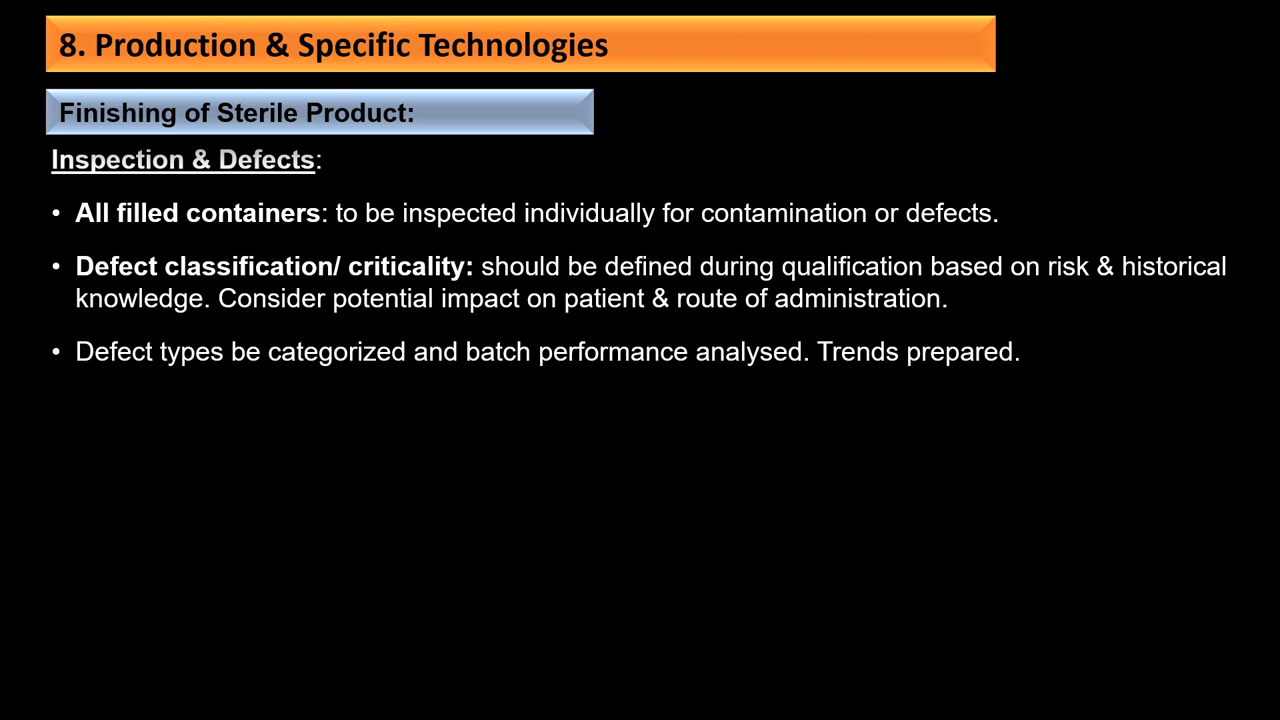 8. Production & Specific Technologies
Finishing of Sterile Product:
Inspection & Defects:
• All filled containers: to be inspected individually for contamination or defects.
• Defect classification/ criticality: should be defined during qualification based on risk & historical
knowledge. Consider potential impact on patient & route of administration.
• Defect types be categorized and batch performance analysed. Trends prepared.